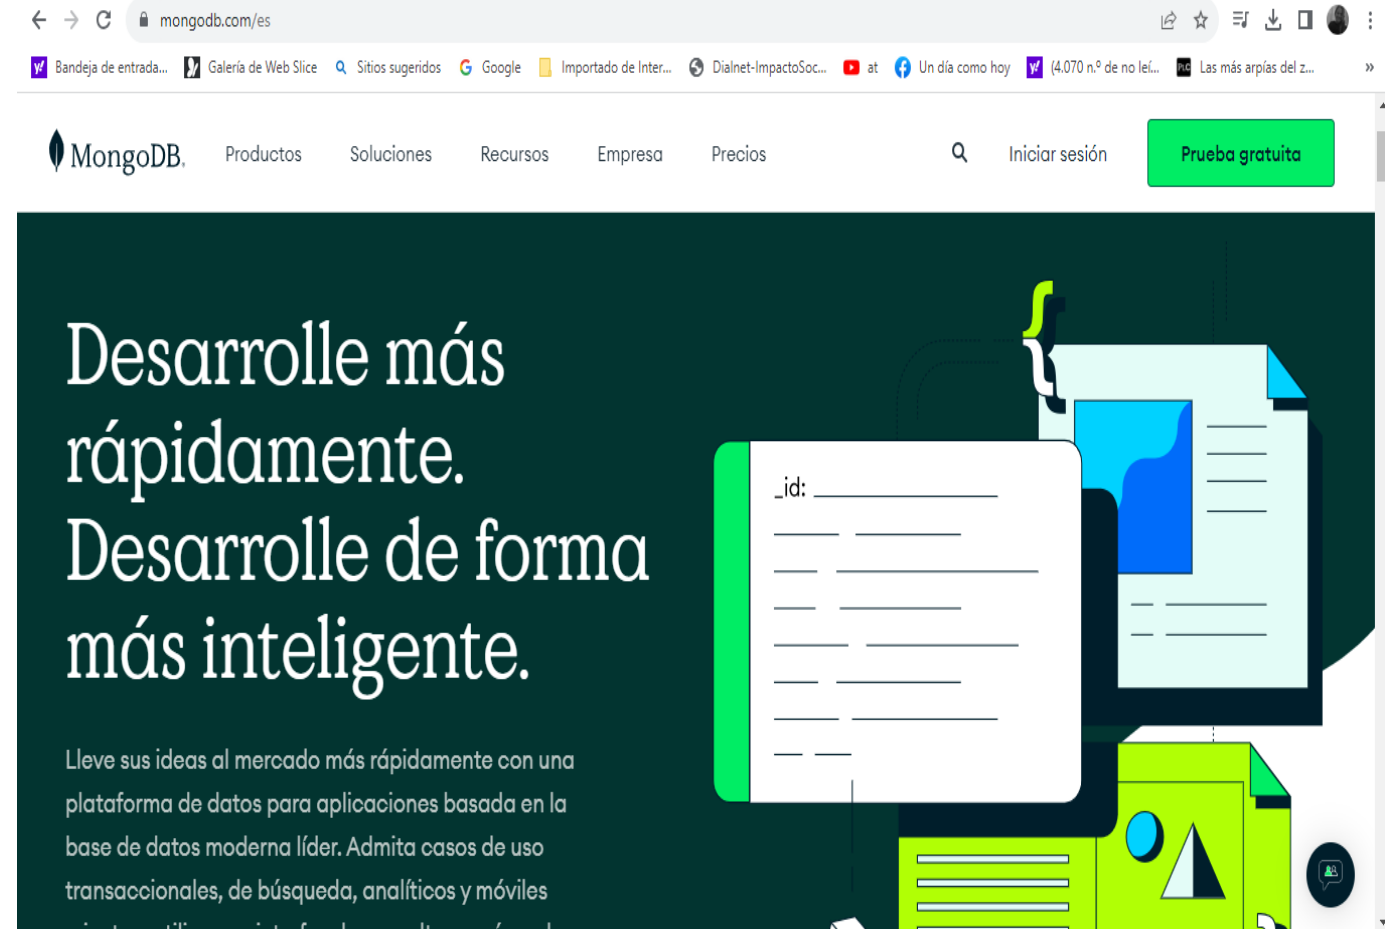 mongodb.com/es
Bandeja de entrada... Galería de Web Slice Sitios sugeridos Google Importado de Inter... Dialnet-ImpactoSoc... at Un día como hoy (4.070 n.º de no leí... Las más arpías del z... »
MongoDB. Productos Soluciones Recursos Empresa Precios Iniciar sesión Prueba gratuita
Desarrolle más
rápidamente.
Desarrolle de forma
más inteligente.
_id:
Lleve sus ideas al mercado más rápidamente con una
plataforma de datos para aplicaciones basada en la
base de datos moderna líder. Admita casos de uso
transaccionales, de búsqueda, analíticos y móviles